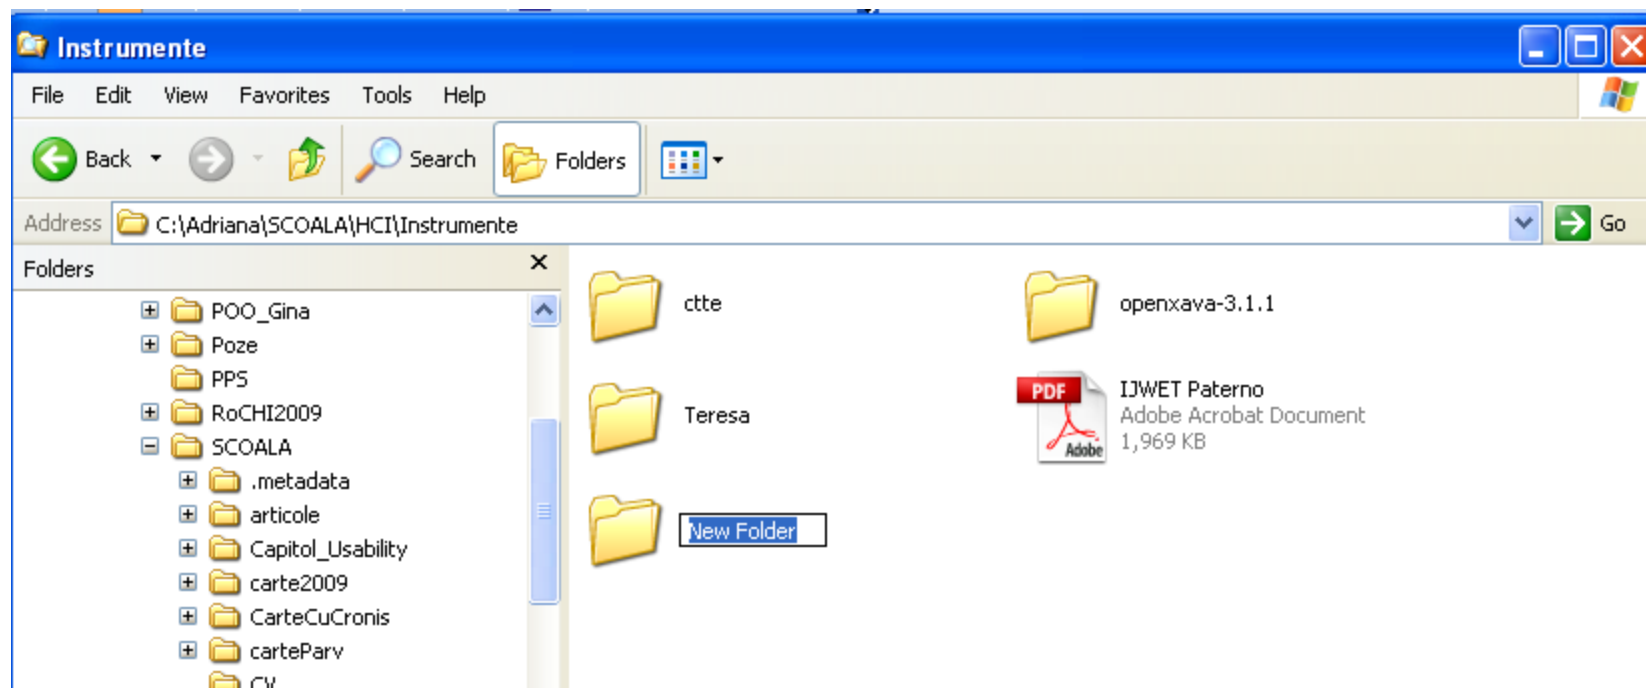 Instrumente
File Edit View Favorites Tools Help
Back Search Folders
Address C:\Adriana\SCOALA\HCI\Instrumente Go
Folders
POO_Gina
Poze
PPS
RoCHI2009
SCOALA
.metadata
articole
Capitol_Usability
carte2009
CarteCuCronis
carteParv
CV
ctte
openxava-3.1.1
Teresa
PDF
Adobe
IJWET Paterno
Adobe Acrobat Document
1,969 KB
New Folder